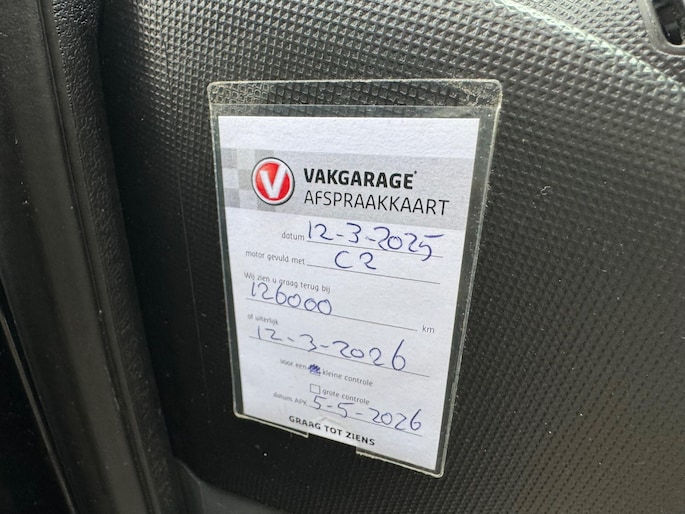 V VAKGARAGE®
AFSPRAAKKAART
datum 12-3-2025
motor gevuld met C2
Wij zien u graag terug bij
126000 km
of uiterlijk
12-3-2026
voor een kleine controle
grote controle
datum APK 5-5-2026
GRAAG TOT ZIENS